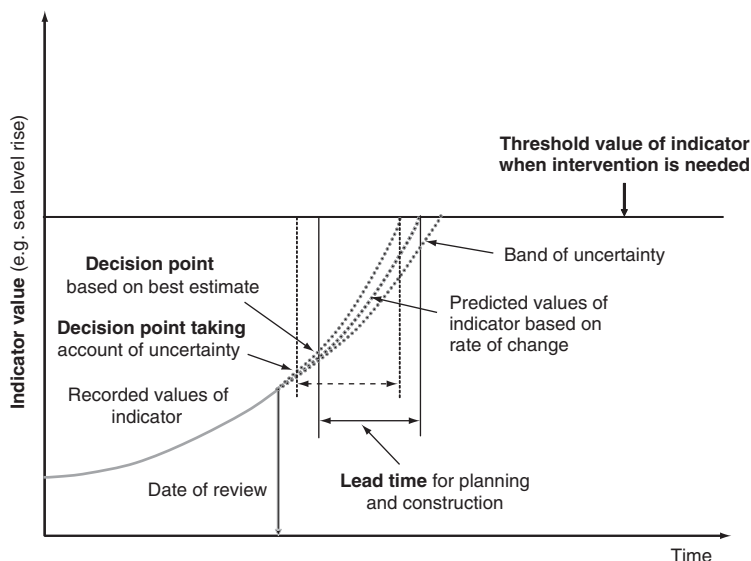 Indicator value (e.g. sea level rise)
Threshold value of indicator
when intervention is needed
Band of uncertainty
Decision point
based on best estimate
Predicted values of
indicator based on
rate of change
Decision point taking
account of uncertainty
Recorded values of
indicator
Date of review
Lead time for planning
and construction
Time